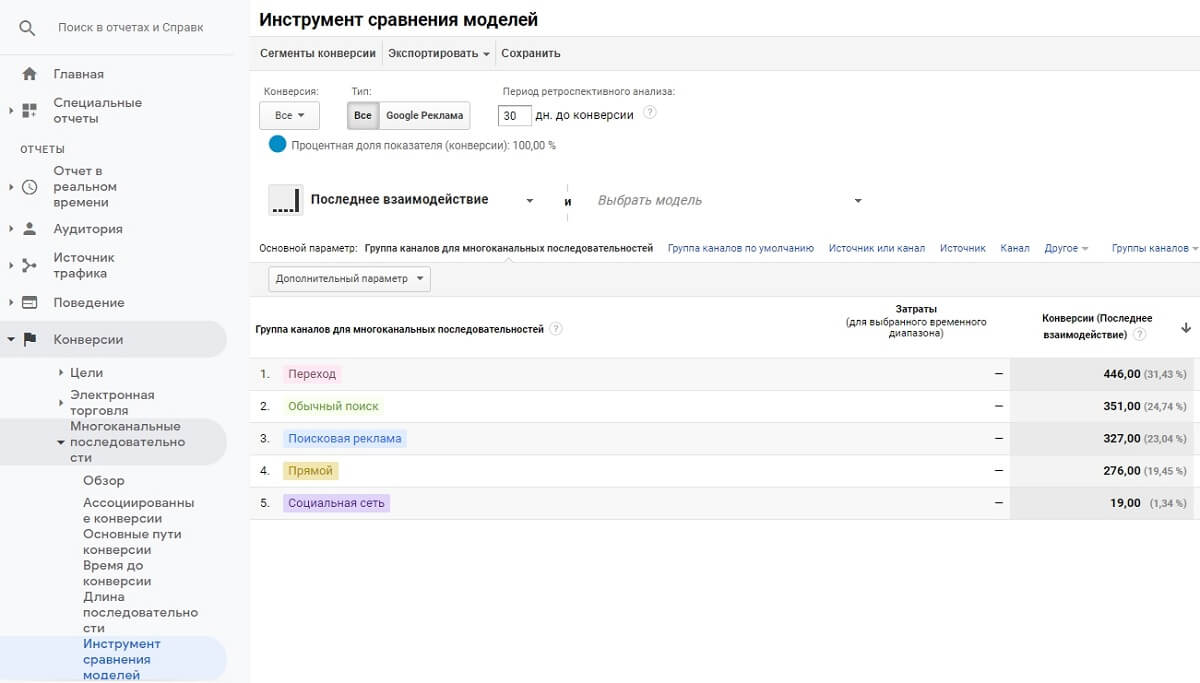 Поиск в отчетах и Справк
Главная
Специальные
отчеты
ОТЧЕТЫ
Отчет в
реальном
времени
Аудитория
Источник
трафика
Поведение
Конверсии
Цели
Электронная
торговля
Многоканальные
последовательно
сти
Обзор
Ассоциированны
е конверсии
Основные пути
конверсии
Время до
конверсии
Длина
последовательно
сти
Инструмент
сравнения
моделей
Инструмент сравнения моделей
Сегменты конверсии Экспортировать Сохранить
Конверсия: Тип: Период ретроспективного анализа:
Все Все Google Реклама 30 дн. до конверсии ?
Процентная доля показателя (конверсии): 100,00 %
Последнее взаимодействие и Выбрать модель
Основной параметр: Группа каналов для многоканальных последовательностей Группа каналов по умолчанию Источник или канал Источник Канал Другое Группы каналов
Дополнительный параметр
Группа каналов для многоканальных последовательностей ?
Затраты
(для выбранного временного
диапазона)
Конверсии (Последнее
взаимодействие) ?
1. Переход — 446,00 (31,43 %)
2. Обычный поиск — 351,00 (24,74 %)
3. Поисковая реклама — 327,00 (23,04 %)
4. Прямой — 276,00 (19,45 %)
5. Социальная сеть — 19,00 (1,34 %)